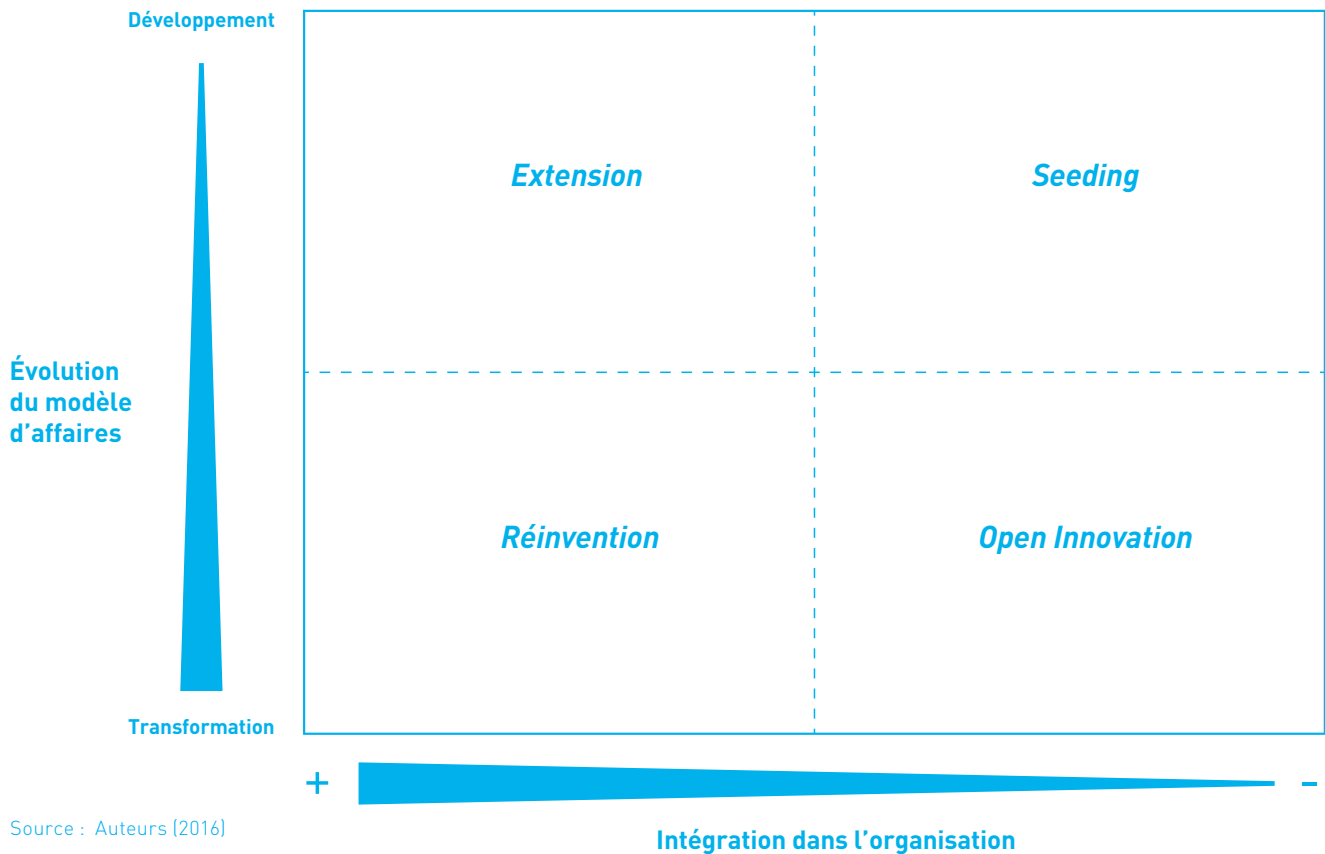 Développement
Extension
Seeding
Évolution
du modèle
d'affaires
Réinvention
Open Innovation
Transformation
+
-
Source : Auteurs (2016)
Intégration dans l'organisation